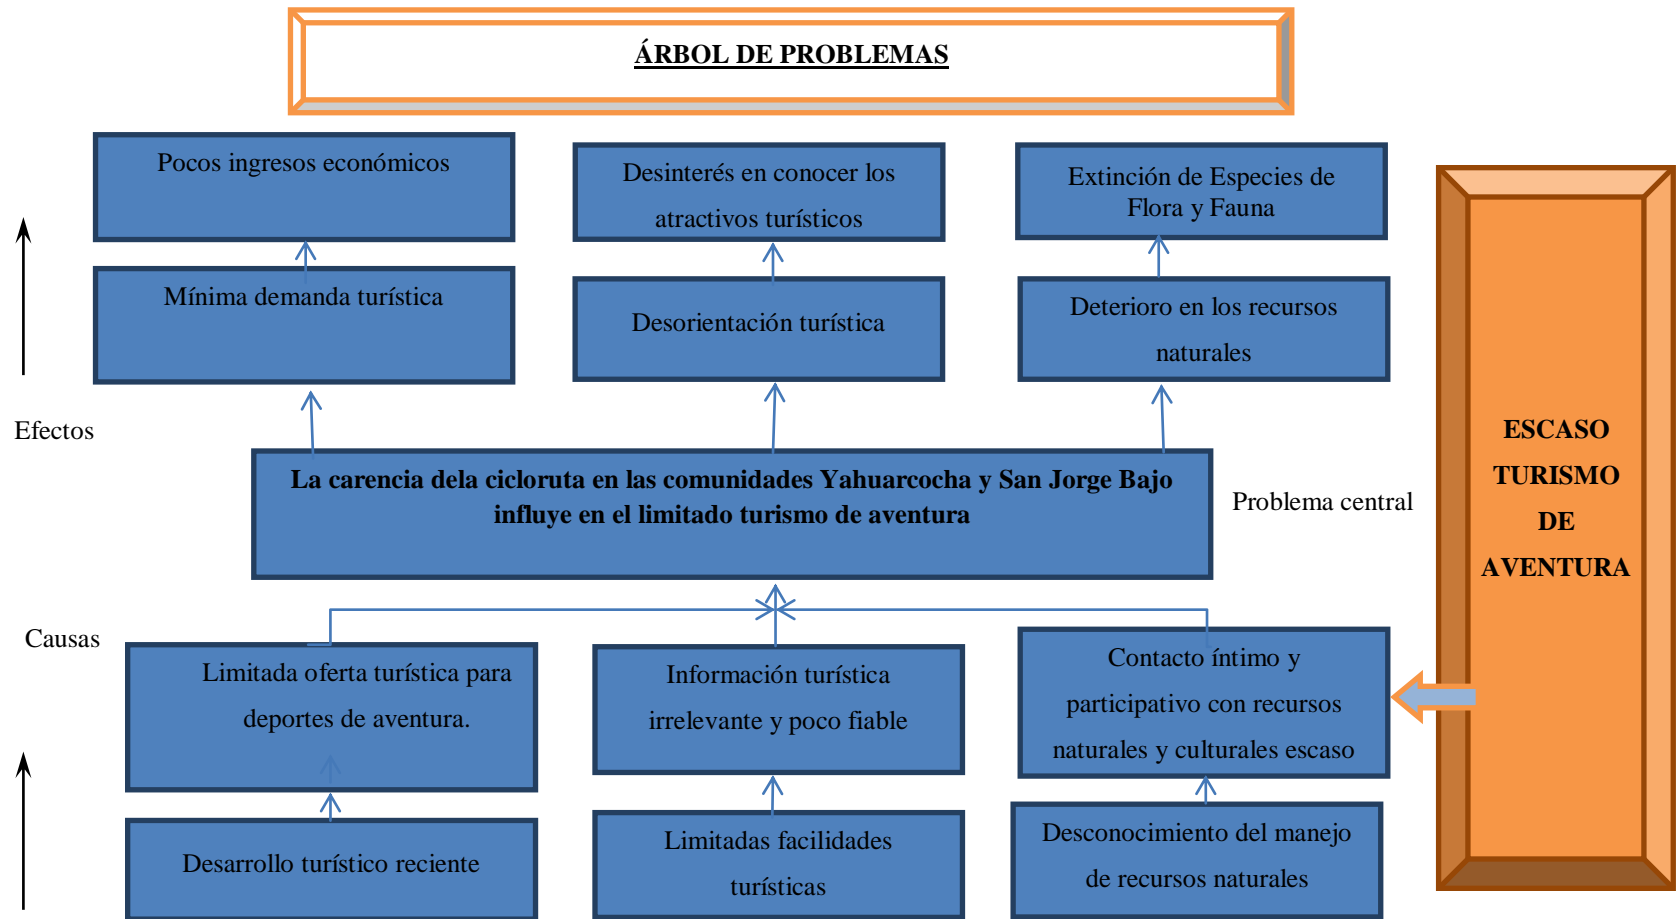 ÁRBOL DE PROBLEMAS
Pocos ingresos económicos
Desinterés en conocer los
atractivos turísticos
Extinción de Especies de
Flora y Fauna
Mínima demanda turística
Desorientación turística
Deterioro en los recursos
naturales
Efectos
La carencia dela cicloruta en las comunidades Yahuarcocha y San Jorge Bajo
influye en el limitado turismo de aventura
Problema central
ESCASO
TURISMO
DE
AVENTURA
Causas
Limitada oferta turística para
deportes de aventura.
Información turística
irrelevante y poco fiable
Contacto íntimo y
participativo con recursos
naturales y culturales escaso
Desarrollo turístico reciente
Limitadas facilidades
turísticas
Desconocimiento del manejo
de recursos naturales